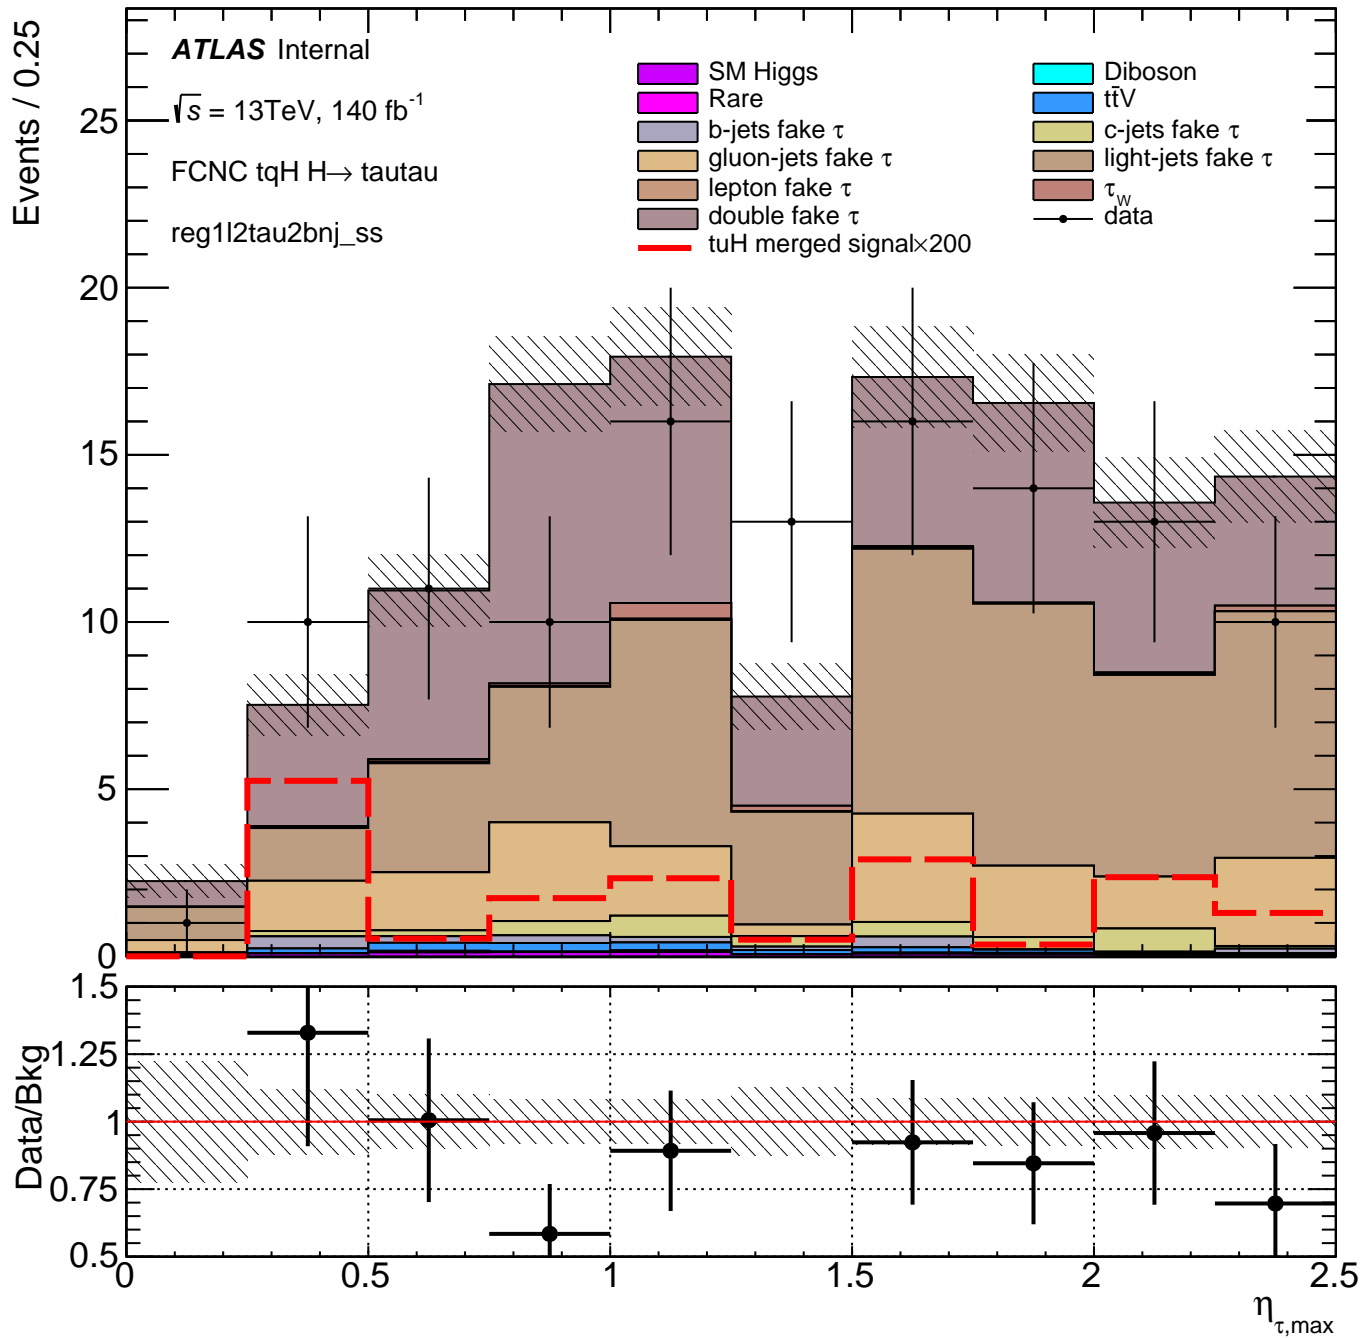 Events / 0.25
ATLAS Internal
√s = 13TeV, 140 fb⁻¹
FCNC tqH H→ tautau
reg1l2tau2bnj_ss
SM Higgs
Rare
b-jets fake τ
gluon-jets fake τ
lepton fake τ
double fake τ
tuH merged signal×200
Diboson
tt̄V
c-jets fake τ
light-jets fake τ
τ_W
data
25
20
15
10
5
0
Data/Bkg
1.5
1.25
1
0.75
0.5
0 0.5 1 1.5 2 2.5
η_τ,max